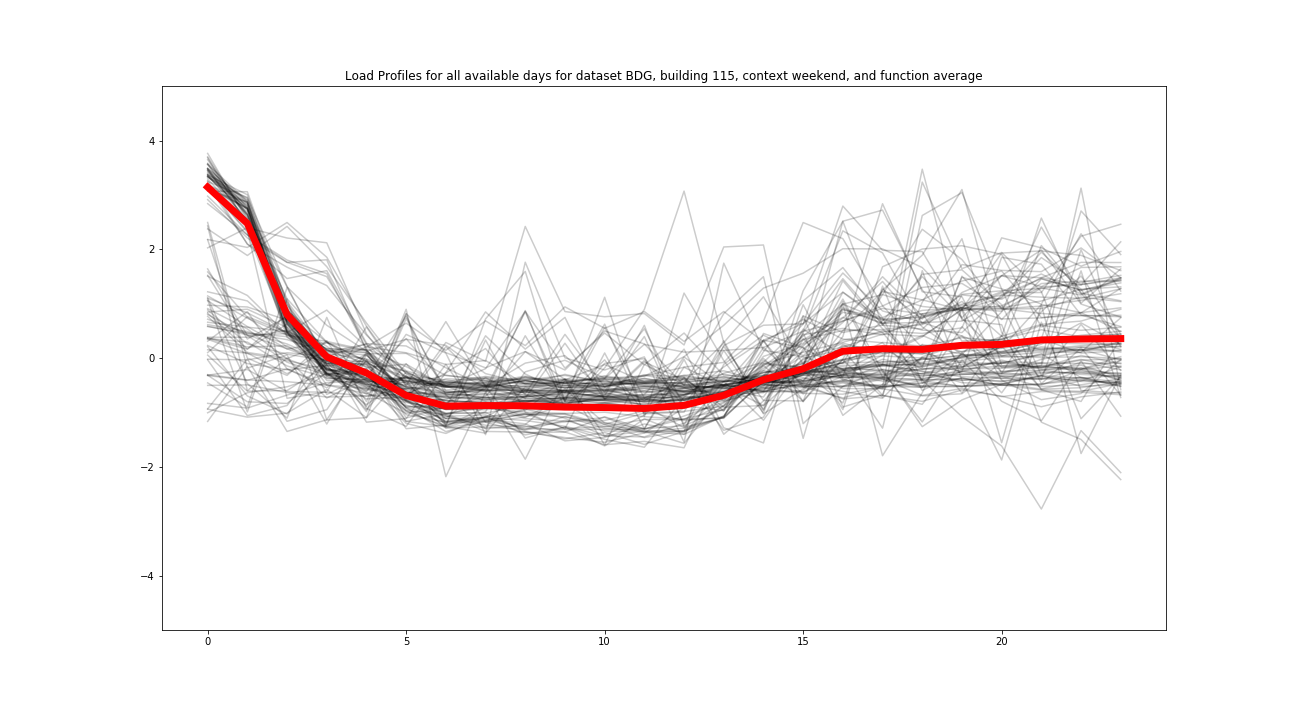 Load Profiles for all available days for dataset BDG, building 115, context weekend, and function average
4
2
0
−2
−4
0 5 10 15 20